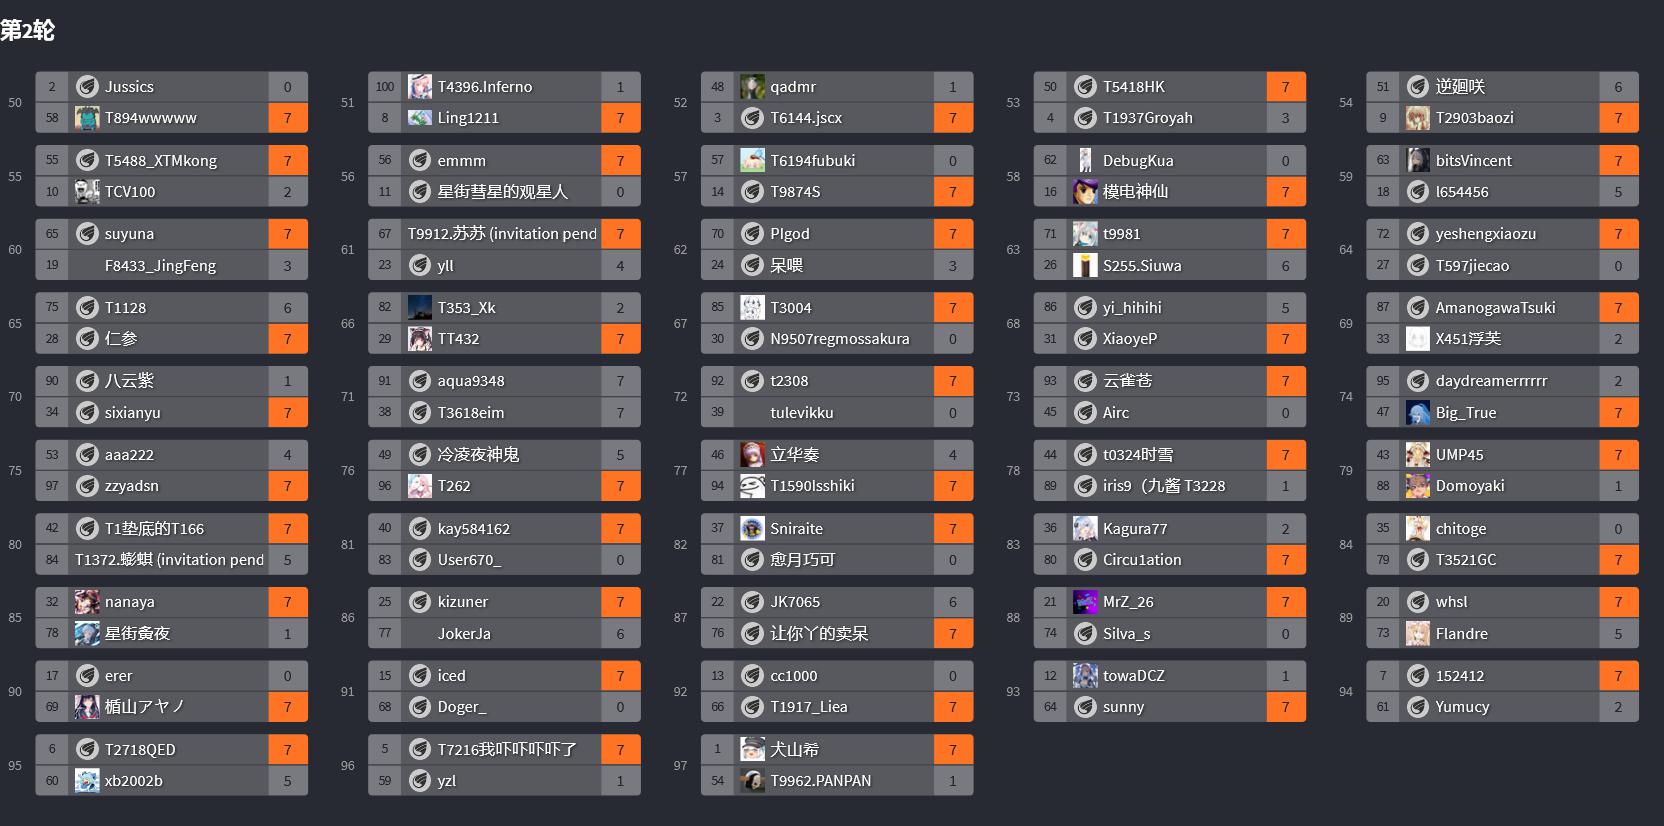 第2轮
50
2 Jussics 0
58 T894wwwww 7
51
100 T4396.Inferno 1
8 Ling1211 7
52
48 qadmr 1
3 T6144.jscx 7
53
50 T5418HK 7
4 T1937Groyah 3
54
51 逆廻咲 6
9 T2903baozi 7
55
55 T5488_XTMkong 7
10 TCV100 2
56
56 emmm 7
11 星街彗星的观星人 0
57
57 T6194fubuki 0
14 T9874S 7
58
62 DebugKua 0
16 模电神仙 7
59
63 bitsVincent 7
18 l654456 5
60
65 suyuna 7
19 F8433_JingFeng 3
61
67 T9912.苏苏 (invitation pend 7
23 yll 4
62
70 Plgod 7
24 呆喂 3
63
71 t9981 7
26 S255.Siuwa 6
64
72 yeshengxiaozu 7
27 T597jiecao 0
65
75 T1128 6
28 仁参 7
66
82 T353_Xk 2
29 TT432 7
67
85 T3004 7
30 N9507regmossakura 0
68
86 yi_hihihi 5
31 XiaoyeP 7
69
87 AmanogawaTsuki 7
33 X451浮芙 2
70
90 八云紫 1
34 sixianyu 7
71
91 aqua9348 7
38 T3618eim 7
72
92 t2308 7
39 tulevikku 0
73
93 云雀苍 7
45 Airc 0
74
95 daydreamerrrrrr 2
47 Big_True 7
75
53 aaa222 4
97 zzyadsn 7
76
49 冷凌夜神鬼 5
96 T262 7
77
46 立华奏 4
94 T1590lsshiki 7
78
44 t0324时雪 7
89 iris9（九酱 T3228 1
79
43 UMP45 7
88 Domoyaki 1
80
42 T1垫底的T166 7
84 T1372.蟛蜞 (invitation pend 5
81
40 kay584162 7
83 User670_ 0
82
37 Sniraite 7
81 愈月巧可 0
83
36 Kagura77 2
80 Circu1ation 7
84
35 chitoge 0
79 T3521GC 7
85
32 nanaya 7
78 星街夤夜 1
86
25 kizuner 7
77 JokerJa 6
87
22 JK7065 6
76 让你丫的卖呆 7
88
21 MrZ_26 7
74 Silva_s 0
89
20 whsl 7
73 Flandre 5
90
17 erer 0
69 楯山アヤノ 7
91
15 iced 7
68 Doger_ 0
92
13 cc1000 0
66 T1917_Liea 7
93
12 towaDCZ 1
64 sunny 7
94
7 152412 7
61 Yumucy 2
95
6 T2718QED 7
60 xb2002b 5
96
5 T7216我吓吓吓吓了 7
59 yzl 1
97
1 犬山希 7
54 T9962.PANPAN 1